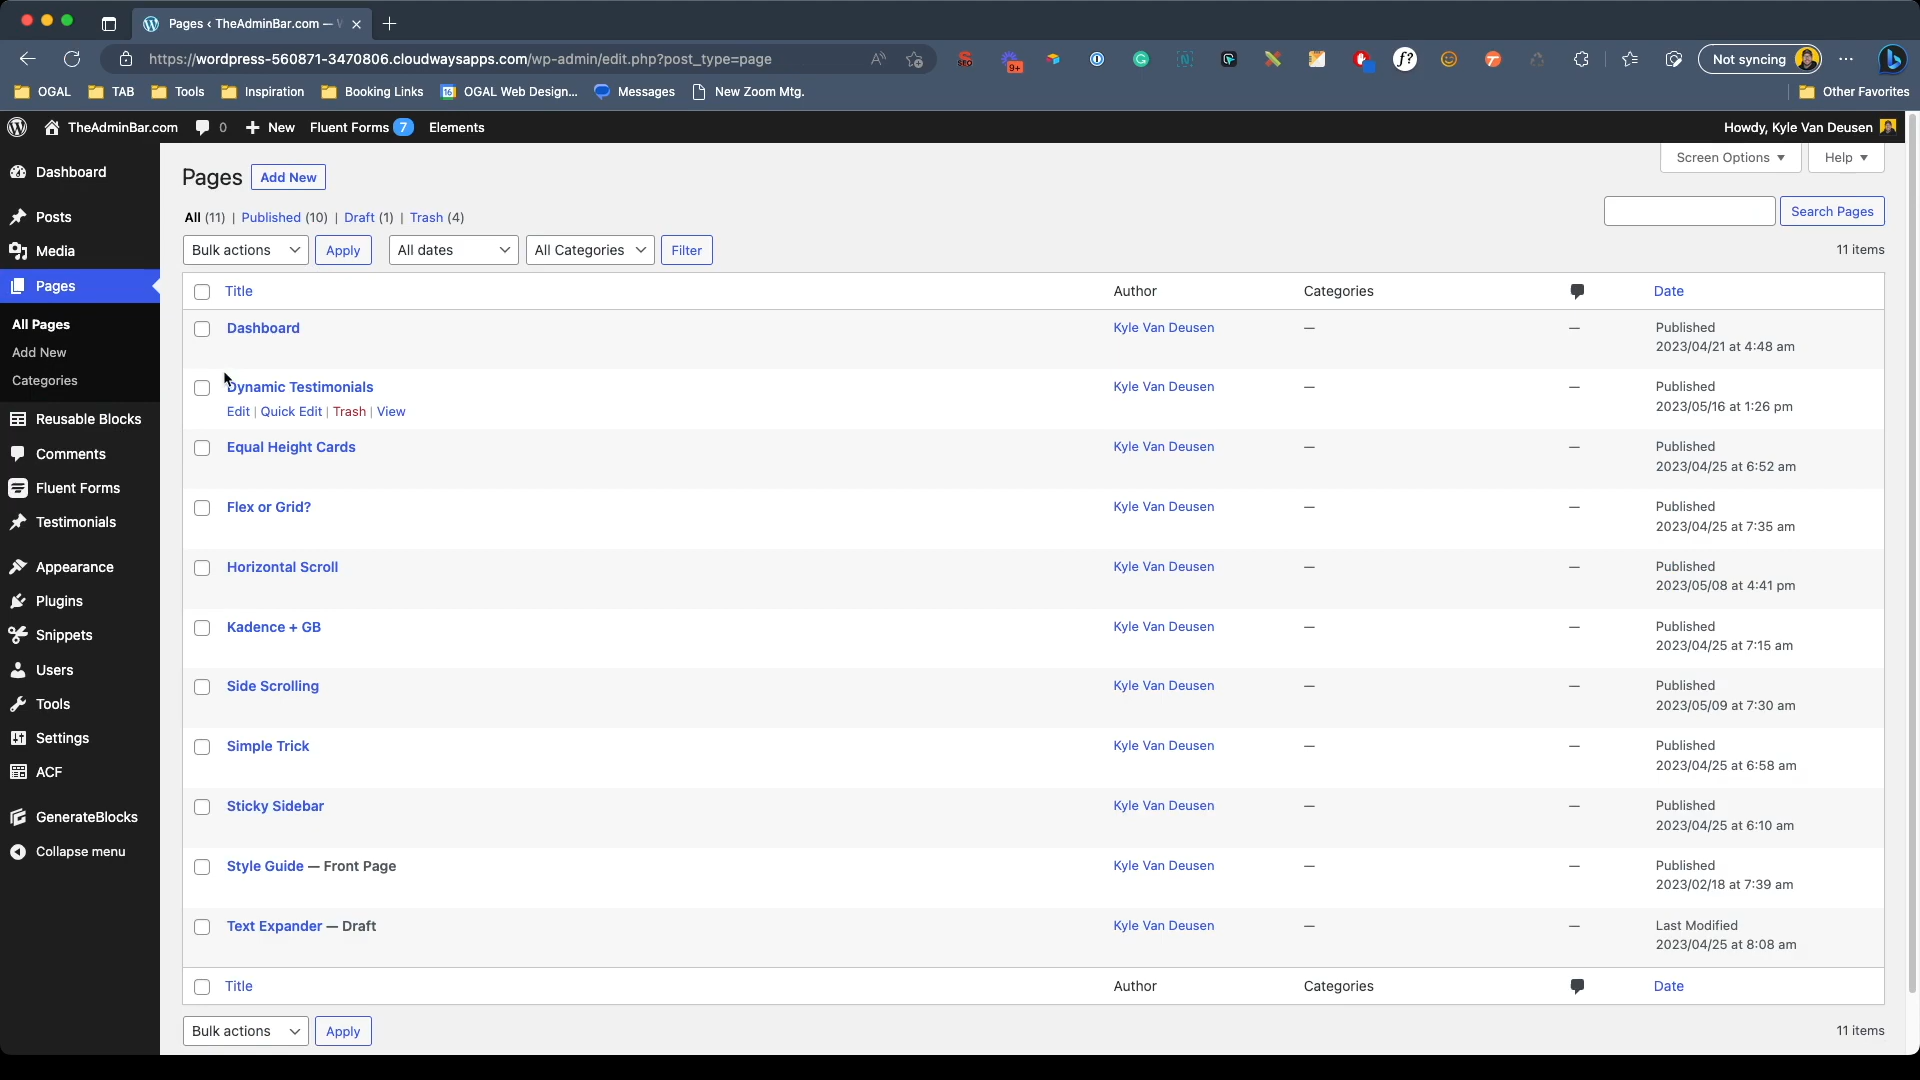 Pages ‹ TheAdminBar.com —
https://wordpress-560871-3470806.cloudwaysapps.com/wp-admin/edit.php?post_type=page
SEO
9+
f?
Not syncing
OGAL
TAB
Tools
Inspiration
Booking Links
16
OGAL Web Design...
Messages
New Zoom Mtg.
Other Favorites
TheAdminBar.com
0
New
Fluent Forms 7
Elements
Howdy, Kyle Van Deusen
Dashboard
Posts
Media
Pages
All Pages
Add New
Categories
Reusable Blocks
Comments
Fluent Forms
Testimonials
Appearance
Plugins
Snippets
Users
Tools
Settings
ACF
GenerateBlocks
Collapse menu
Screen Options
Help
Pages Add New
All (11) | Published (10) | Draft (1) | Trash (4)
Search Pages
Bulk actions Apply All dates All Categories Filter
11 items
Title Author Categories Date
Dashboard Kyle Van Deusen — — Published
2023/04/21 at 4:48 am
Dynamic Testimonials Kyle Van Deusen — — Published
Edit | Quick Edit | Trash | View 2023/05/16 at 1:26 pm
Equal Height Cards Kyle Van Deusen — — Published
2023/04/25 at 6:52 am
Flex or Grid? Kyle Van Deusen — — Published
2023/04/25 at 7:35 am
Horizontal Scroll Kyle Van Deusen — — Published
2023/05/08 at 4:41 pm
Kadence + GB Kyle Van Deusen — — Published
2023/04/25 at 7:15 am
Side Scrolling Kyle Van Deusen — — Published
2023/05/09 at 7:30 am
Simple Trick Kyle Van Deusen — — Published
2023/04/25 at 6:58 am
Sticky Sidebar Kyle Van Deusen — — Published
2023/04/25 at 6:10 am
Style Guide — Front Page Kyle Van Deusen — — Published
2023/02/18 at 7:39 am
Text Expander — Draft Kyle Van Deusen — — Last Modified
2023/04/25 at 8:08 am
Title Author Categories Date
Bulk actions Apply
11 items